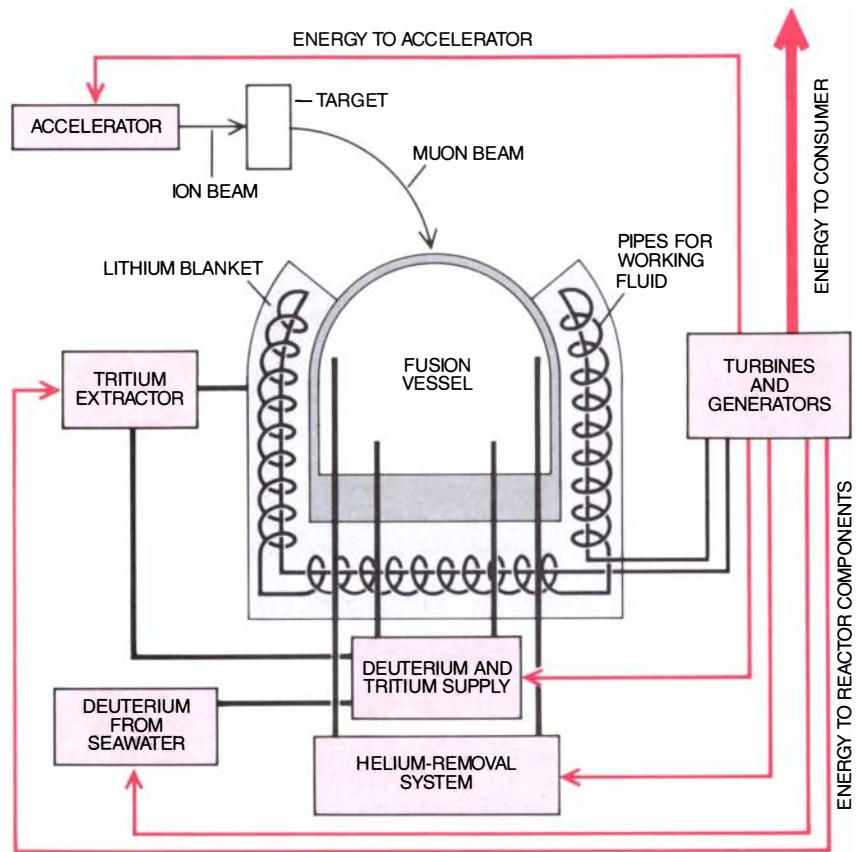 ENERGY TO ACCELERATOR
TARGET
ACCELERATOR
MUON BEAM
ION BEAM
ENERGY TO CONSUMER
PIPES FOR
WORKING
FLUID
LITHIUM BLANKET
FUSION
VESSEL
TURBINES
AND
GENERATORS
TRITIUM
EXTRACTOR
ENERGY TO REACTOR COMPONENTS
DEUTERIUM AND
TRITIUM SUPPLY
DEUTERIUM
FROM
SEAWATER
HELIUM-REMOVAL
SYSTEM